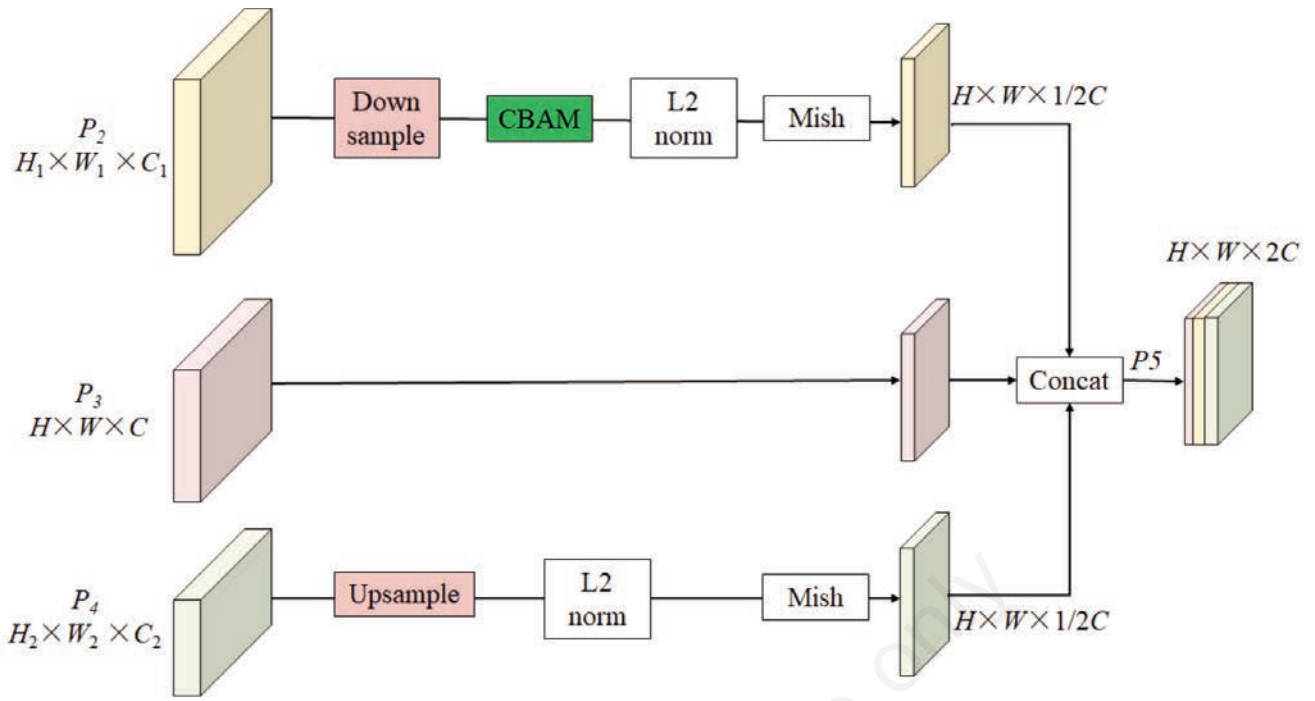 P₂
H₁×W₁×C₁
Down
sample
CBAM
L2
norm
Mish
H×W×1/2C
P₃
H×W×C
Concat
P5
H×W×2C
P₄
H₂×W₂×C₂
Upsample
L2
norm
Mish
H×W×1/2C
only